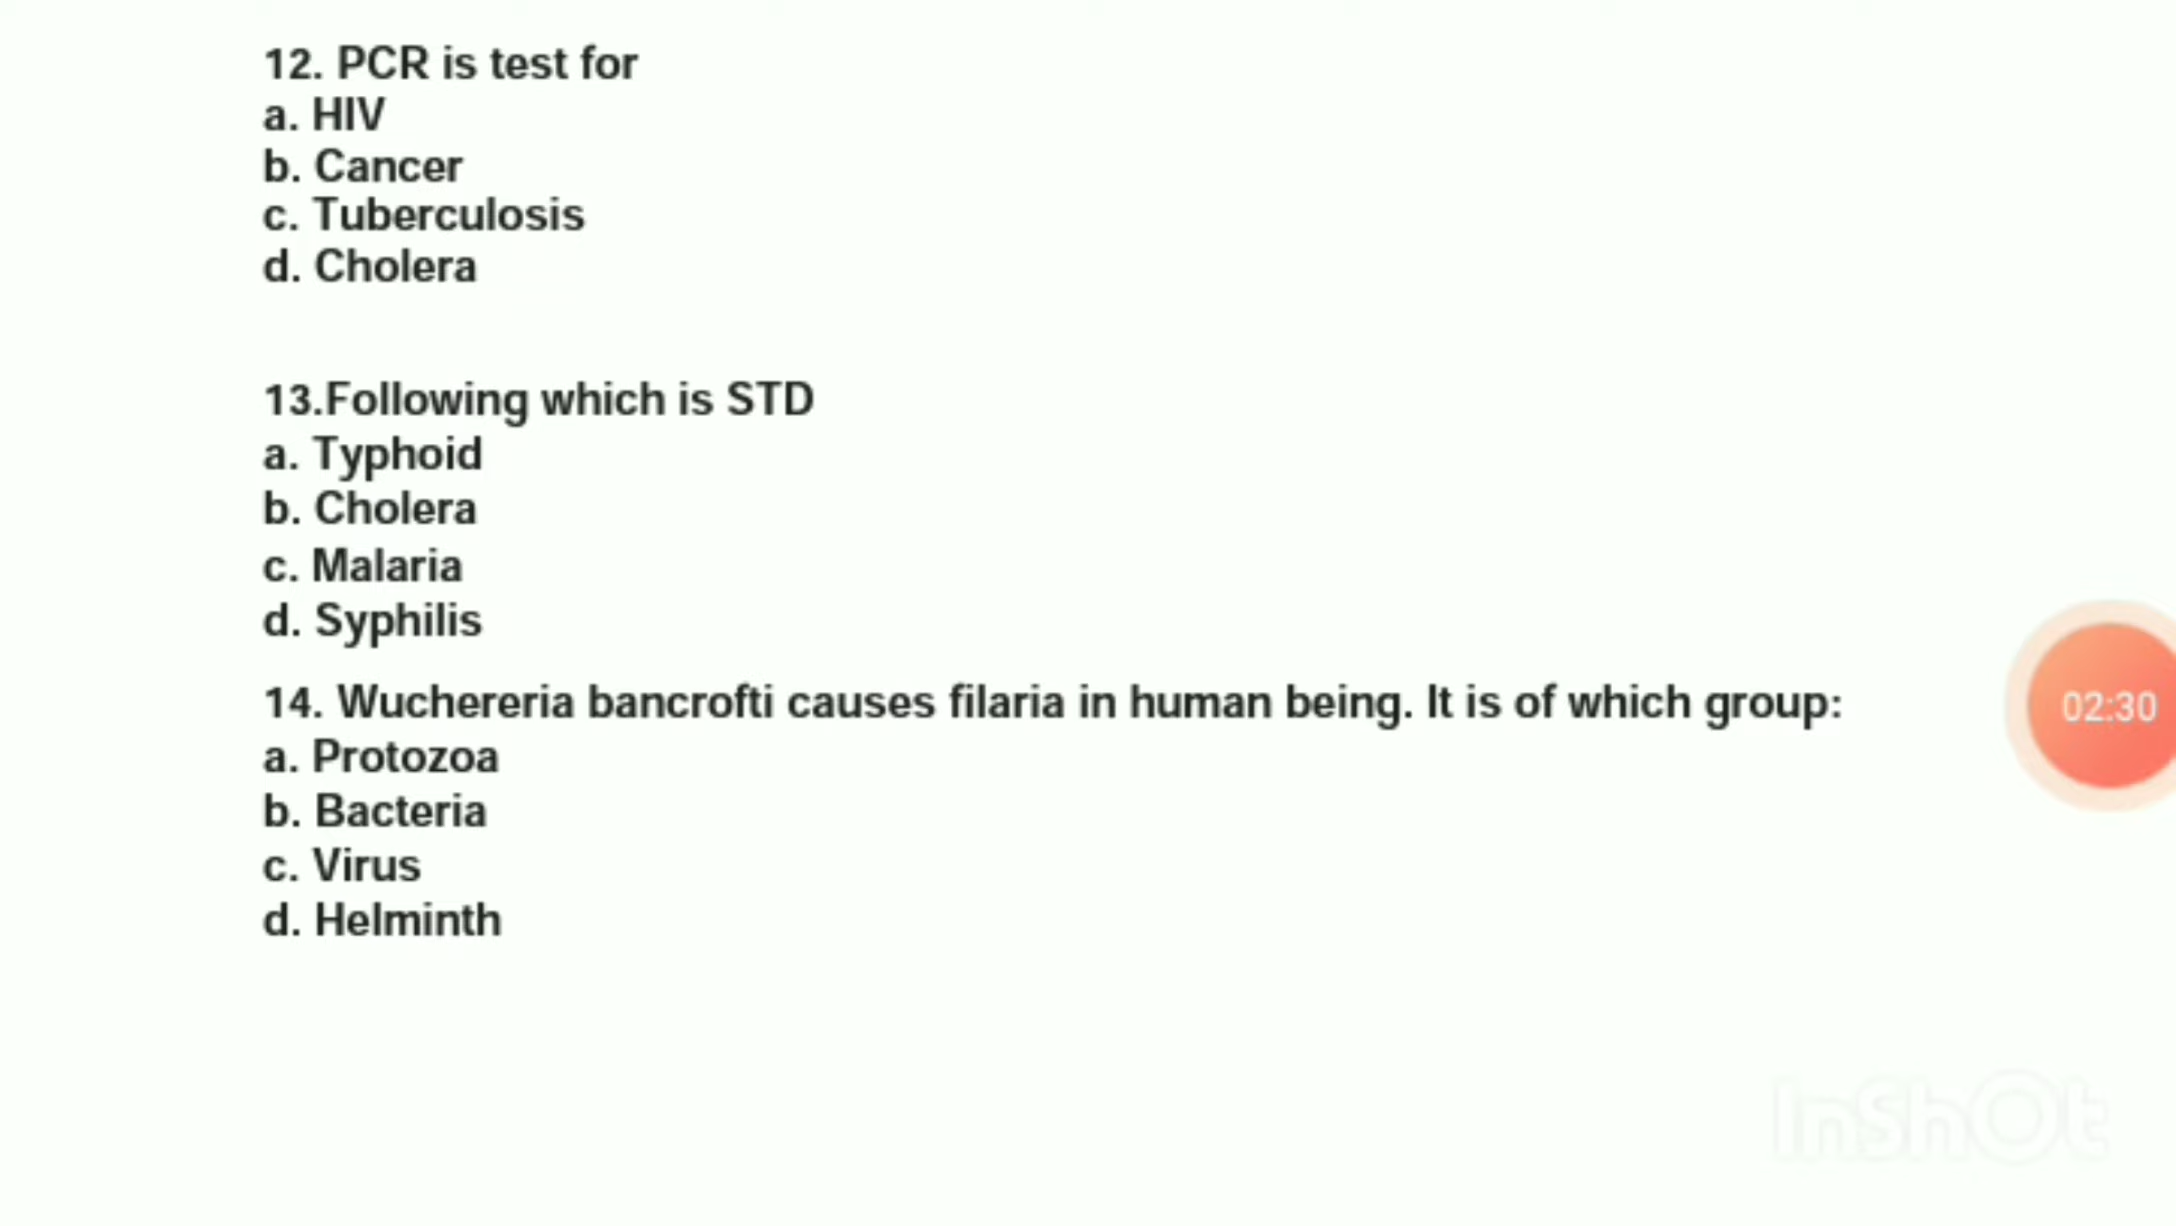 12. PCR is test for
a. HIV
b. Cancer
c. Tuberculosis
d. Cholera
13.Following which is STD
a. Typhoid
b. Cholera
c. Malaria
d. Syphilis
14. Wuchereria bancrofti causes filaria in human being. It is of which group:
a. Protozoa
b. Bacteria
c. Virus
d. Helminth
02:30
InShOt